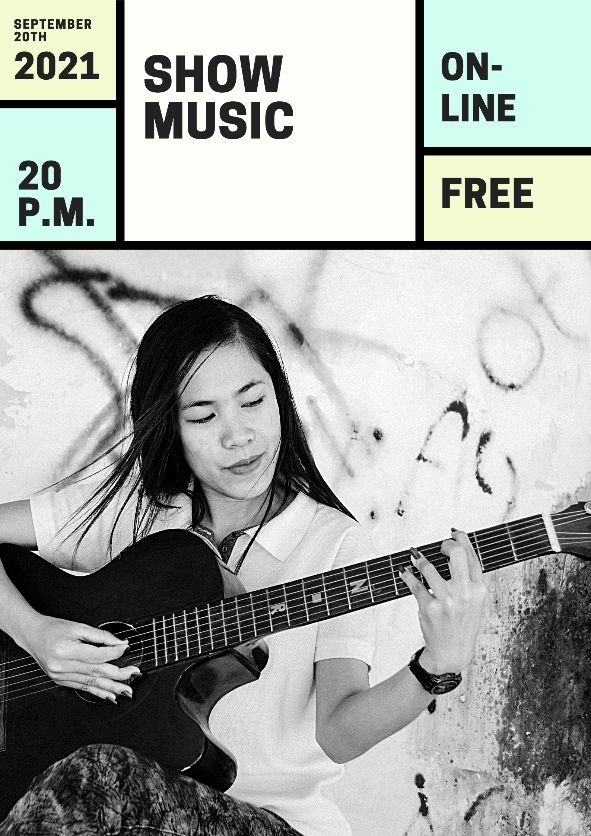 SEPTEMBER
20TH
2021
20
P.M.
SHOW
MUSIC
ON-
LINE
FREE